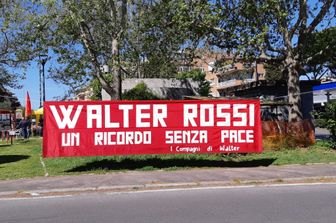 WALTER ROSSI
UN RICORDO SENZA PACE
I Compagni di Walter